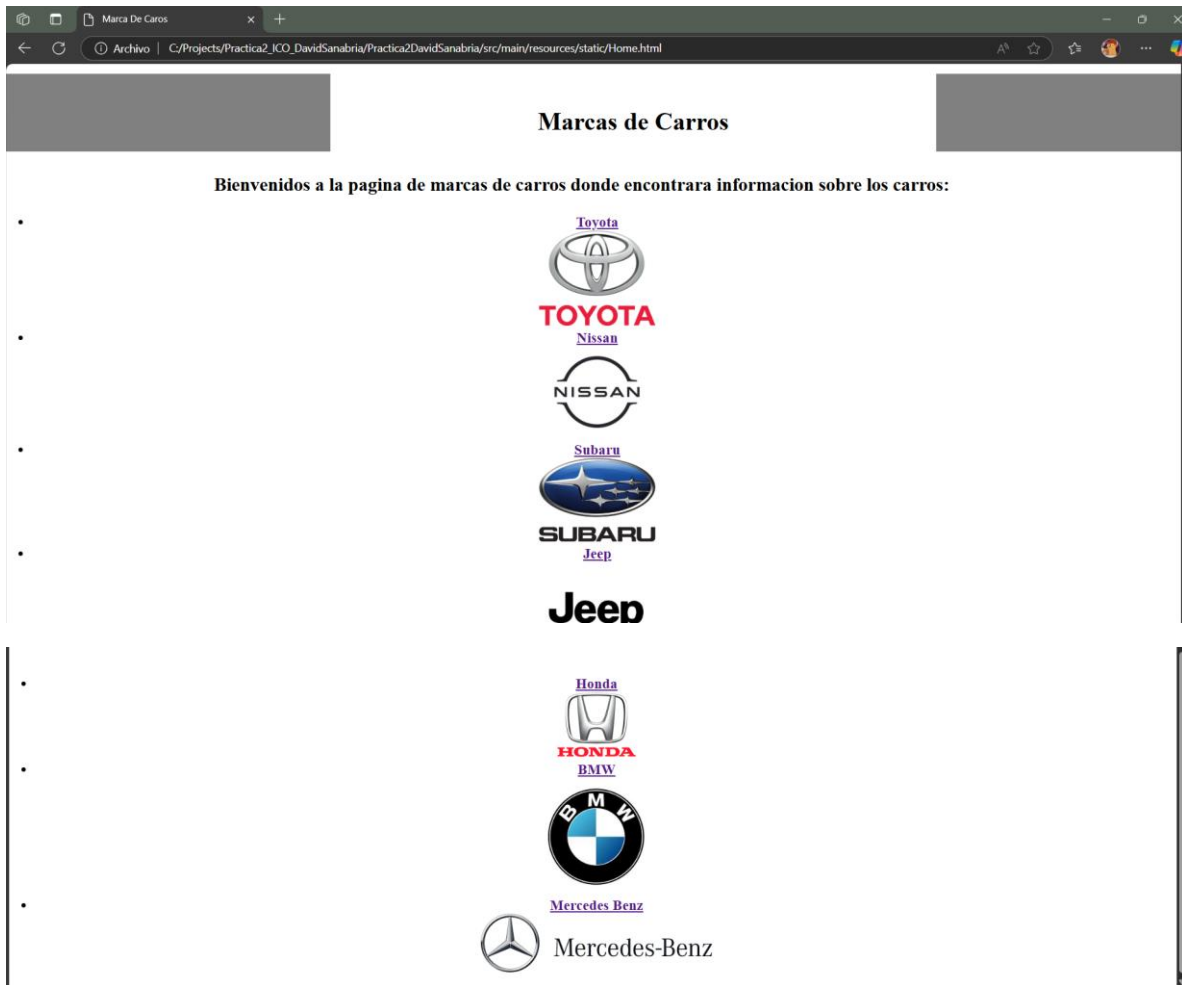 Marca De Caros
Archivo | C:/Projects/Practica2_ICO_DavidSanabria/Practica2DavidSanabria/src/main/resources/static/Home.html
Marcas de Carros
Bienvenidos a la pagina de marcas de carros donde encontrara informacion sobre los carros:
Toyota
TOYOTA
Nissan
NISSAN
Subaru
SUBARU
Jeep
Jeep
Honda
HONDA
BMW
BMW
Mercedes Benz
Mercedes-Benz